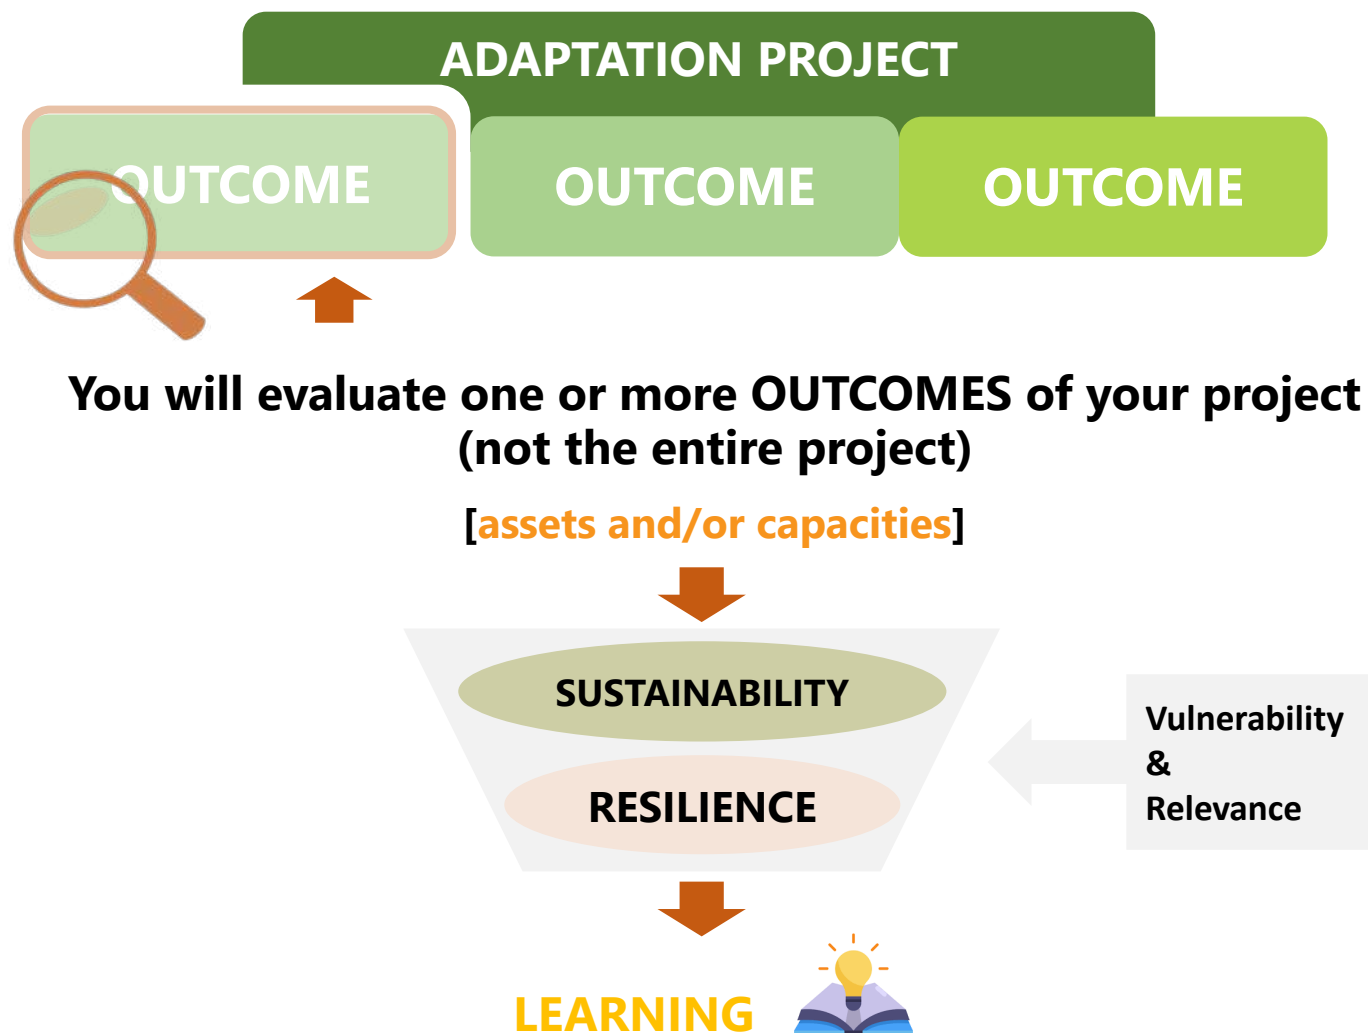 ADAPTATION PROJECT
OUTCOME
OUTCOME
OUTCOME
You will evaluate one or more OUTCOMES of your project
(not the entire project)
[assets and/or capacities]
SUSTAINABILITY
RESILIENCE
Vulnerability
&
Relevance
LEARNING